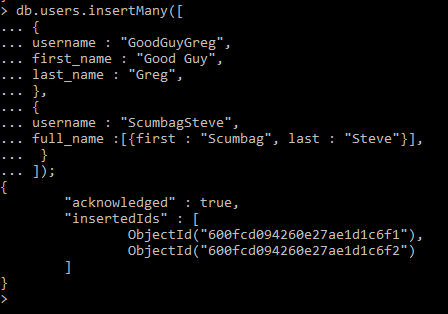 > db.users.insertMany([
... {
... username : "GoodGuyGreg",
... first_name : "Good Guy",
... last_name : "Greg",
... },
... {
... username : "ScumbagSteve",
... full_name :[{first : "Scumbag", last : "Steve"}],
...  }
... ]);
{
        "acknowledged" : true,
        "insertedIds" : [
                ObjectId("600fcd094260e27ae1d1c6f1"),
                ObjectId("600fcd094260e27ae1d1c6f2")
        ]
}
>